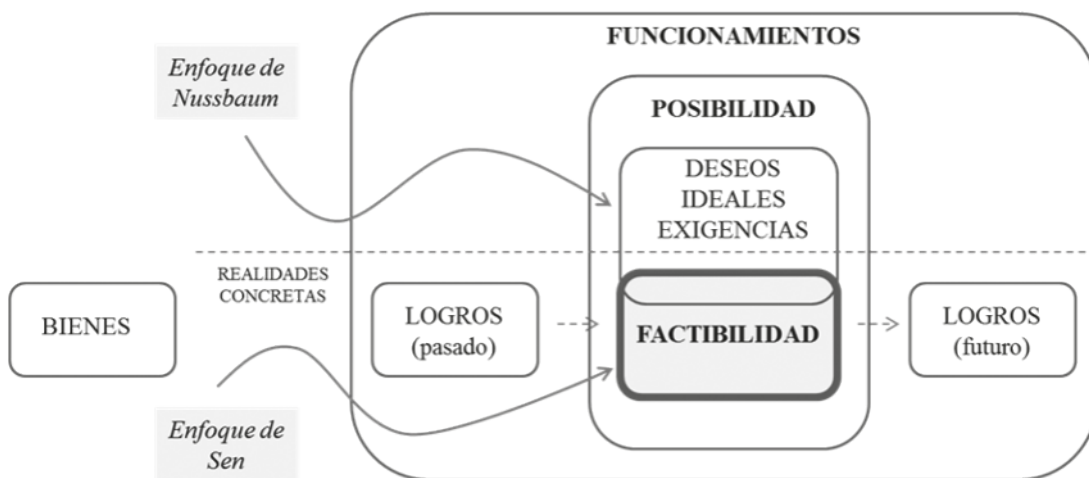 FUNCIONAMIENTOS
Enfoque de
Nussbaum
POSIBILIDAD
DESEOS
IDEALES
EXIGENCIAS
REALIDADES
CONCRETAS
BIENES
LOGROS
(pasado)
FACTIBILIDAD
LOGROS
(futuro)
Enfoque de
Sen